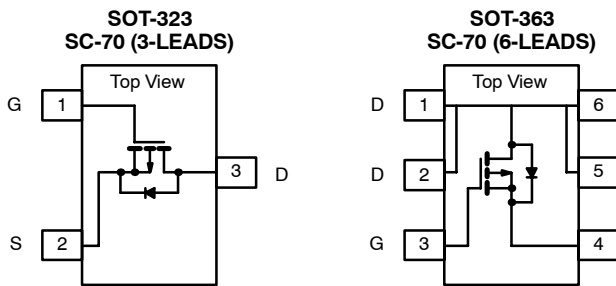 SOT-323
SC-70 (3-LEADS)
Top View
G 1
3 D
S 2
SOT-363
SC-70 (6-LEADS)
Top View
D 1 6
D 2 5
G 3 4